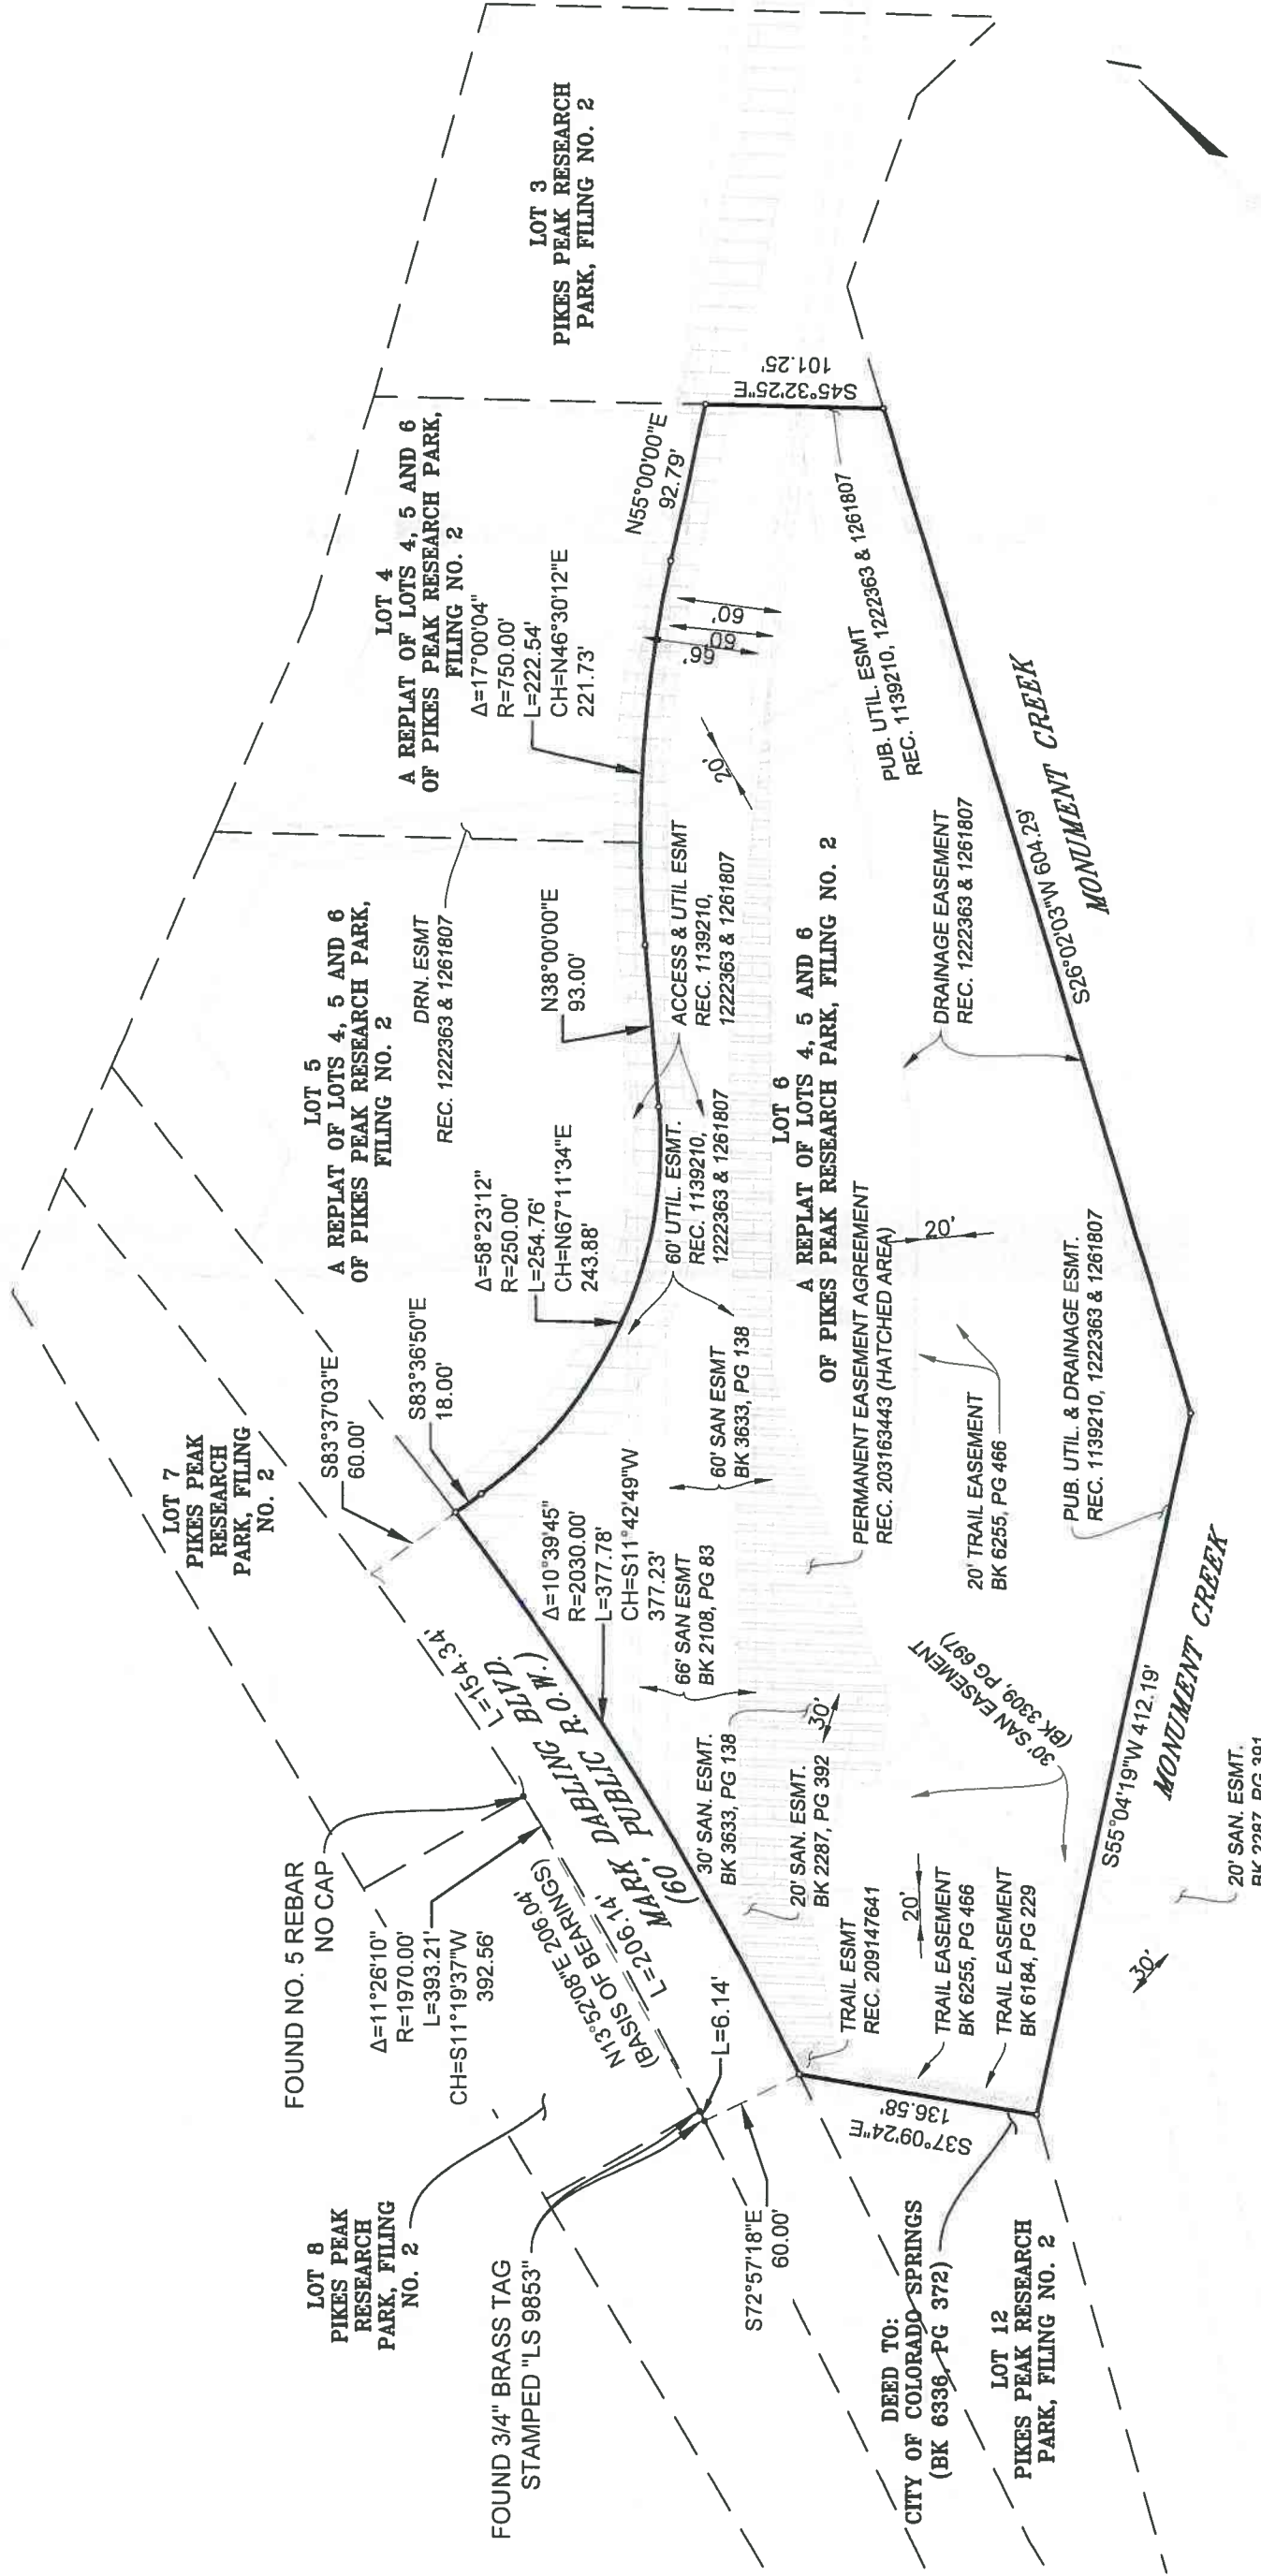 LOT 3
PIKES PEAK RESEARCH
PARK, FILING NO. 2
LOT 4
A REPLAT OF LOTS 4, 5 AND 6
OF PIKES PEAK RESEARCH PARK,
FILING NO. 2
Δ=17°00'04"
R=750.00'
L=222.54'
CH=N46°30'12"E
221.73'
N55°00'00"E
92.79'
S45°32'25"E
101.25'
60'
60'
66'
20'
PUB. UTIL. ESMT
REC. 1139210, 1222363 & 1261807
LOT 5
A REPLAT OF LOTS 4, 5 AND 6
OF PIKES PEAK RESEARCH PARK,
FILING NO. 2
DRN. ESMT
REC. 1222363 & 1261807
N38°00'00"E
93.00'
ACCESS & UTIL ESMT
REC. 1139210,
1222363 & 1261807
Δ=58°23'12"
R=250.00'
L=254.76'
CH=N67°11'34"E
243.88'
60' UTIL. ESMT.
REC. 1139210,
1222363 & 1261807
LOT 6
A REPLAT OF LOTS 4, 5 AND 6
OF PIKES PEAK RESEARCH PARK, FILING NO. 2
DRAINAGE EASEMENT
REC. 1222363 & 1261807
S26°02'03"W 604.29'
MONUMENT CREEK
LOT 7
PIKES PEAK
RESEARCH
PARK, FILING
NO. 2
S83°37'03"E
60.00'
S83°36'50"E
18.00'
60' SAN ESMT
BK 3633, PG 138
PERMANENT EASEMENT AGREEMENT
REC. 203163443 (HATCHED AREA)
20'
20' TRAIL EASEMENT
BK 6255, PG 466
PUB. UTIL. & DRAINAGE ESMT.
REC. 1139210, 1222363 & 1261807
Δ=10°39'45"
R=2030.00'
L=377.78'
CH=S11°42'49"W
377.23'
66' SAN ESMT
BK 2108, PG 83
L=154.34'
MARK DABLING BLVD.
(60' PUBLIC R.O.W.)
L=206.14'
N13°52'08"E 206.04'
(BASIS OF BEARINGS)
30' SAN. ESMT.
BK 3633, PG 138
20' SAN. ESMT.
BK 2287, PG 392
30'
30' SAN EASEMENT
(BK 3309, PG 697)
S55°04'19"W 412.19'
MONUMENT CREEK
FOUND NO. 5 REBAR
NO CAP
Δ=11°26'10"
R=1970.00'
L=393.21'
CH=S11°19'37"W
392.56'
L=6.14'
TRAIL ESMT
REC. 209147641
20'
TRAIL EASEMENT
BK 6255, PG 466
TRAIL EASEMENT
BK 6184, PG 229
30'
20' SAN. ESMT.
BK 2287, PG 391
LOT 8
PIKES PEAK
RESEARCH
PARK, FILING
NO. 2
FOUND 3/4" BRASS TAG
STAMPED "LS 9853"
S72°57'18"E
60.00'
S37°09'24"E
136.58'
DEED TO:
CITY OF COLORADO SPRINGS
(BK 6336, PG 372)
LOT 12
PIKES PEAK RESEARCH
PARK, FILING NO. 2